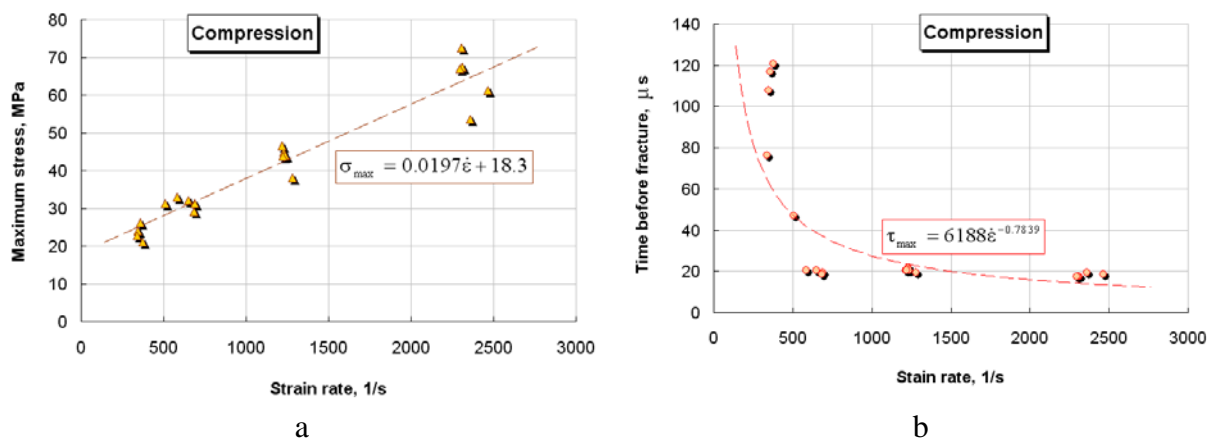 Compression
80
70
60
50
40
30
20
10
0
Maximum stress, MPa
σmax = 0.0197ε̇ + 18.3
0 500 1000 1500 2000 2500 3000
Strain rate, 1/s
a
Compression
140
120
100
80
60
40
20
0
Time before fracture, μs
τmax = 6188ε̇^-0.7839
0 500 1000 1500 2000 2500 3000
Stain rate, 1/s
b